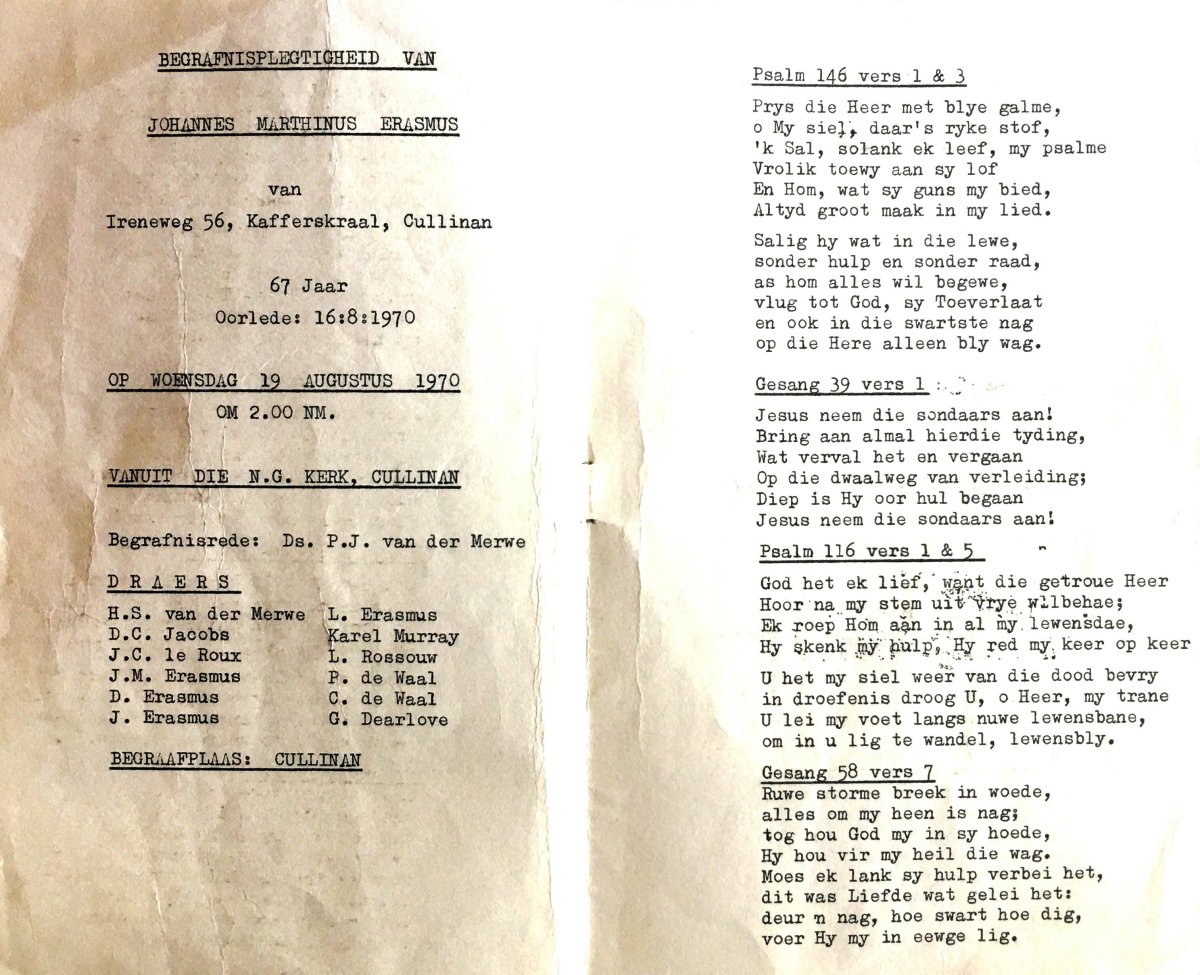 BEGRAFNISPLEGTIGHEID VAN
JOHANNES MARTHINUS ERASMUS
van
Ireneweg 56, Kafferskraal, Cullinan
67 Jaar
Oorlede: 16:8:1970
OP WOENSDAG 19 AUGUSTUS 1970
OM 2.00 NM.
VANUIT DIE N.G. KERK, CULLINAN
Begrafnisrede: Ds. P.J. van der Merwe
D R A E R S
H.S. van der Merwe L. Erasmus
D.C. Jacobs Karel Murray
J.C. le Roux L. Rossouw
J.M. Erasmus P. de Waal
D. Erasmus C. de Waal
J. Erasmus G. Dearlove
BEGRAAFPLAAS: CULLINAN
Psalm 146 vers 1 & 3
Prys die Heer met blye galme,
o My siel, daar's ryke stof,
'k Sal, solank ek leef, my psalme
Vrolik toewy aan sy lof
En Hom, wat sy guns my bied,
Altyd groot maak in my lied.
Salig hy wat in die lewe,
sonder hulp en sonder raad,
as hom alles wil begewe,
vlug tot God, sy Toeverlaat
en ook in die swartste nag
op die Here alleen bly wag.
Gesang 39 vers 1
Jesus neem die sondaars aan!
Bring aan almal hierdie tyding,
Wat verval het en vergaan
Op die dwaalweg van verleiding;
Diep is Hy oor hul begaan
Jesus neem die sondaars aan!
Psalm 116 vers 1 & 5
God het ek lief, want die getroue Heer
Hoor na my stem uit vrye wilbehae;
Ek roep Hom aan in al my lewensdae,
Hy skenk my hulp, Hy red my keer op keer
U het my siel weer van die dood bevry
in droefenis droog U, o Heer, my trane
U lei my voet langs nuwe lewensbane,
om in u lig te wandel, lewensbly.
Gesang 58 vers 7
Ruwe storme breek in woede,
alles om my heen is nag;
tog hou God my in sy hoede,
Hy hou vir my heil die wag.
Moes ek lank sy hulp verbei het,
dit was Liefde wat gelei het:
deur 'n nag, hoe swart hoe dig,
voer Hy my in eewge lig.